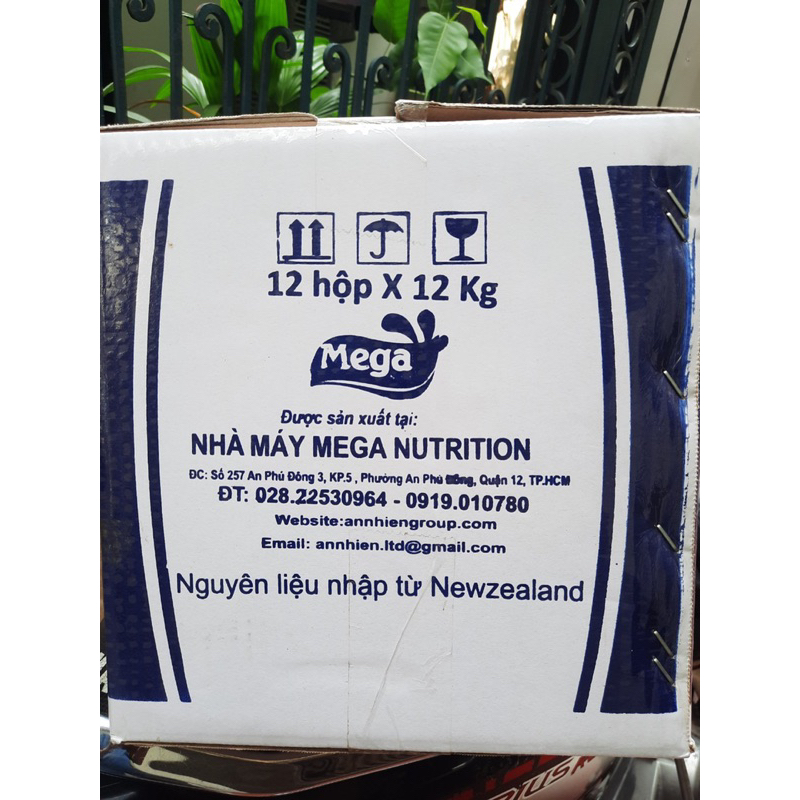 12 hộp X 12 Kg
Mega
Được sản xuất tại:
NHÀ MÁY MEGA NUTRITION
ĐC: Số 257 An Phú Đông 3, KP.5 , Phường An Phú Đông, Quận 12, TP.HCM
ĐT: 028.22530964 - 0919.010780
Website:annhiengroup.com
Email: annhien.ltd@gmail.com
Nguyên liệu nhập từ Newzealand